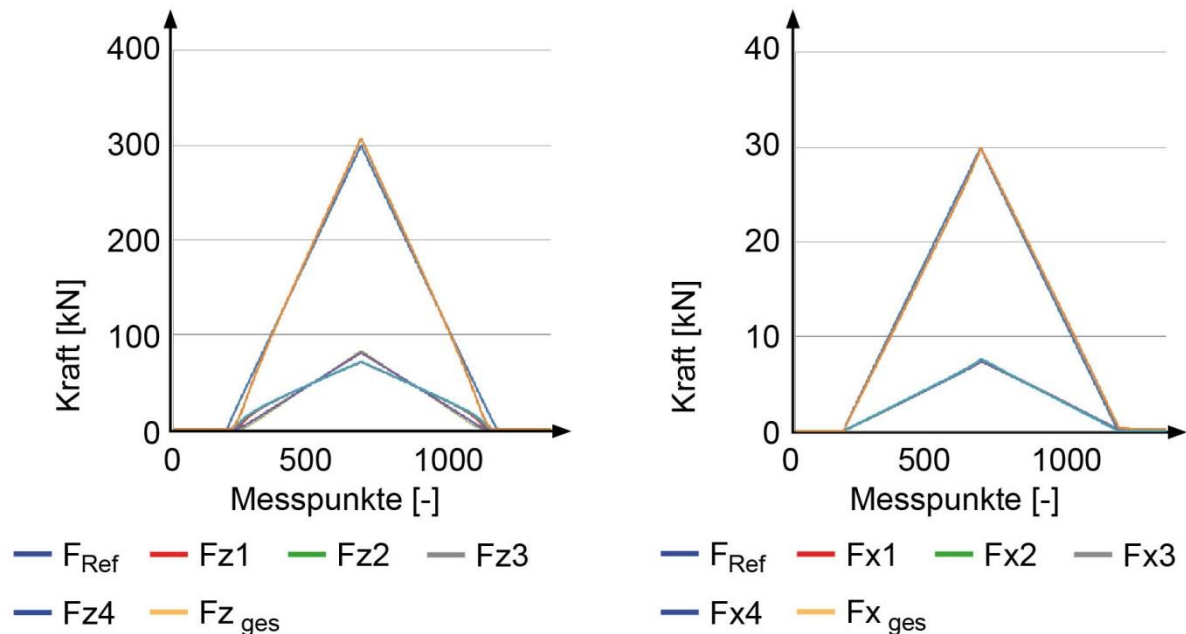 400
300
200
100
0
Kraft [kN]
0 500 1000
Messpunkte [-]
F_Ref Fz1 Fz2 Fz3
Fz4 Fz ges
40
30
20
10
0
Kraft [kN]
0 500 1000
Messpunkte [-]
F_Ref Fx1 Fx2 Fx3
Fx4 Fx ges